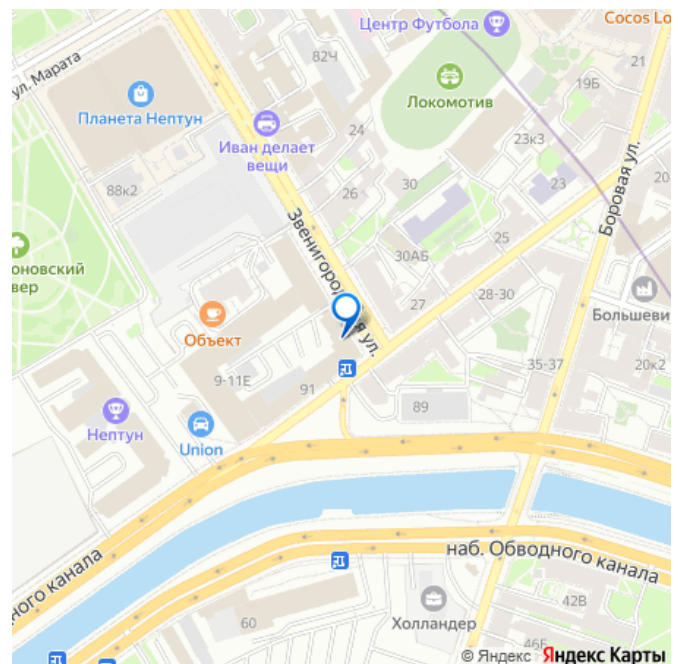 Центр Футбола
Cocos Lo
ул. Марата
82Ч
21
Планета Нептун
Локомотив
19Б
Иван делает
вещи
24
23к3
Боровая ул.
88к2
26
30
23
20
Звенигородская ул.
оновский
вер
30АБ
25
27
28-30
Объект
Большеви
9-11Е
35-37
20к2
91
89
Нептун
Union
наб. Обводного канала
дного канала
Холландер
42В
60
46Б
© Яндекс Яндекс Карты